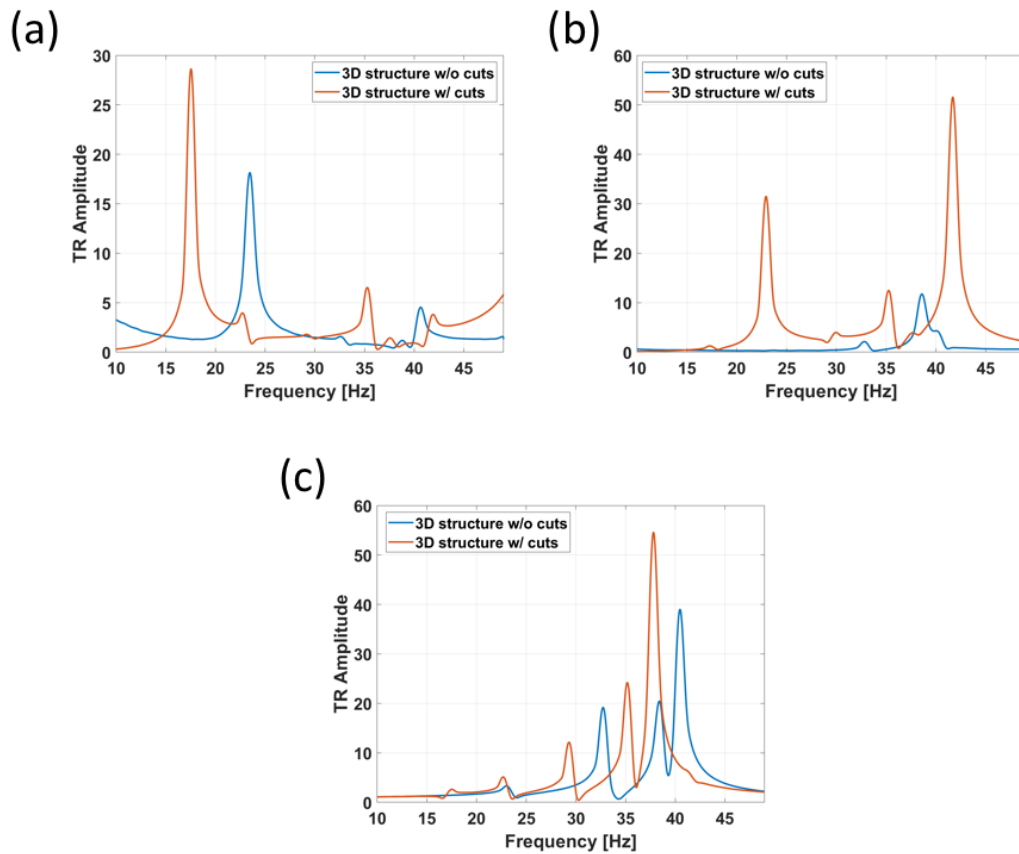 (a)
30
25
20
15
10
5
0
TR Amplitude
3D structure w/o cuts
3D structure w/ cuts
10 15 20 25 30 35 40 45
Frequency [Hz]
(b)
60
50
40
30
20
10
0
TR Amplitude
3D structure w/o cuts
3D structure w/ cuts
10 15 20 25 30 35 40 45
Frequency [Hz]
(c)
60
50
40
30
20
10
0
TR Amplitude
3D structure w/o cuts
3D structure w/ cuts
10 15 20 25 30 35 40 45
Frequency [Hz]